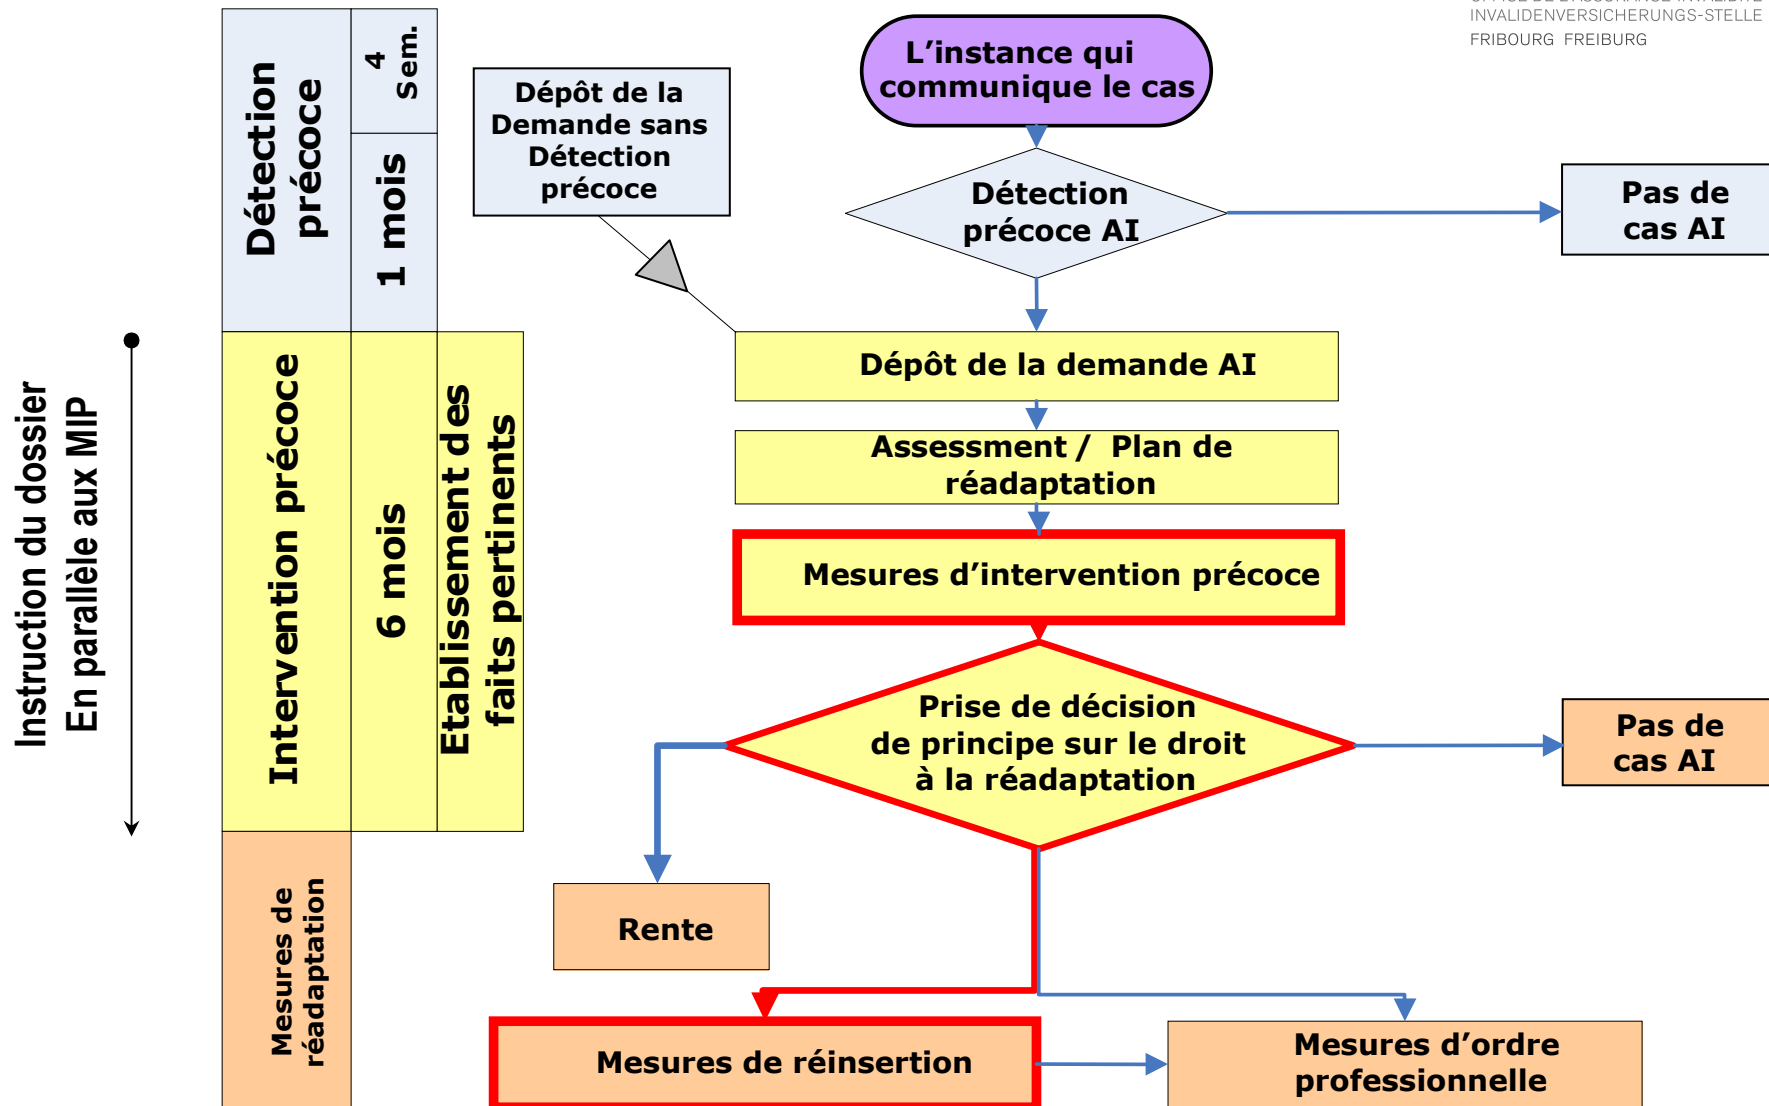 INVALIDENVERSICHERUNGS-STELLE
FRIBOURG FREIBURG
L'instance qui
communique le cas
Détection
précoce
4
Sem.
1 mois
Dépôt de la
Demande sans
Détection
précoce
Détection
précoce AI
Pas de
cas AI
Instruction du dossier
En parallèle aux MIP
Intervention précoce
6 mois
Etablissement des
faits pertinents
Dépôt de la demande AI
Assessment / Plan de
réadaptation
Mesures d'intervention précoce
Prise de décision
de principe sur le droit
à la réadaptation
Pas de
cas AI
Rente
Mesures de
réadaptation
Mesures de réinsertion
Mesures d'ordre
professionnelle